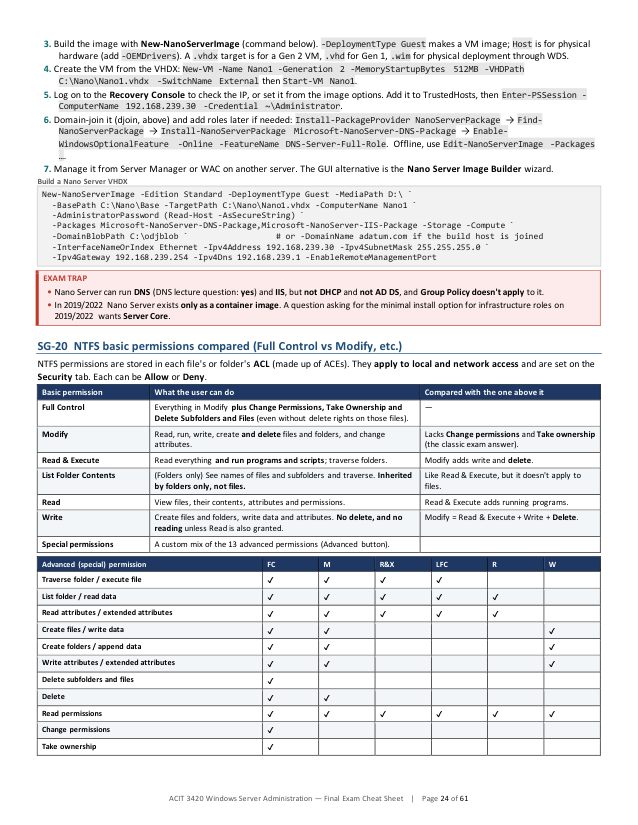 3. Build the image with New-NanoServerImage (command below). -DeploymentType Guest makes a VM image; Host is for physical
hardware (add -OEMDrivers). A .vhdx target is for a Gen 2 VM, .vhd for Gen 1, .wim for physical deployment through WDS.
4. Create the VM from the VHDX: New-VM -Name Nano1 -Generation 2 -MemoryStartupBytes 512MB -VHDPath
C:\Nano\Nano1.vhdx -SwitchName External then Start-VM Nano1.
5. Log on to the Recovery Console to check the IP, or set it from the image options. Add it to TrustedHosts, then Enter-PSSession -
ComputerName 192.168.239.30 -Credential ~\Administrator.
6. Domain-join it (djoin, above) and add roles later if needed: Install-PackageProvider NanoServerPackage → Find-
NanoServerPackage → Install-NanoServerPackage Microsoft-NanoServer-DNS-Package → Enable-
WindowsOptionalFeature -Online -FeatureName DNS-Server-Full-Role. Offline, use Edit-NanoServerImage -Packages
….
7. Manage it from Server Manager or WAC on another server. The GUI alternative is the Nano Server Image Builder wizard.
Build a Nano Server VHDX
New-NanoServerImage -Edition Standard -DeploymentType Guest -MediaPath D:\ `
-BasePath C:\Nano\Base -TargetPath C:\Nano\Nano1.vhdx -ComputerName Nano1 `
-AdministratorPassword (Read-Host -AsSecureString) `
-Packages Microsoft-NanoServer-DNS-Package,Microsoft-NanoServer-IIS-Package -Storage -Compute `
-DomainBlobPath C:\odjblob ` # or -DomainName adatum.com if the build host is joined
-InterfaceNameOrIndex Ethernet -Ipv4Address 192.168.239.30 -Ipv4SubnetMask 255.255.255.0 `
-Ipv4Gateway 192.168.239.254 -Ipv4Dns 192.168.239.1 -EnableRemoteManagementPort
EXAM TRAP
• Nano Server can run DNS (DNS lecture question: yes) and IIS, but not DHCP and not AD DS, and Group Policy doesn't apply to it.
• In 2019/2022 Nano Server exists only as a container image. A question asking for the minimal install option for infrastructure roles on
2019/2022 wants Server Core.
SG-20 NTFS basic permissions compared (Full Control vs Modify, etc.)
NTFS permissions are stored in each file's or folder's ACL (made up of ACEs). They apply to local and network access and are set on the
Security tab. Each can be Allow or Deny.
Basic permission What the user can do Compared with the one above it
Full Control Everything in Modify plus Change Permissions, Take Ownership and —
Delete Subfolders and Files (even without delete rights on those files).
Modify Read, run, write, create and delete files and folders, and change Lacks Change permissions and Take ownership
attributes. (the classic exam answer).
Read & Execute Read everything and run programs and scripts; traverse folders. Modify adds write and delete.
List Folder Contents (Folders only) See names of files and subfolders and traverse. Inherited Like Read & Execute, but it doesn't apply to
by folders only, not files. files.
Read View files, their contents, attributes and permissions. Read & Execute adds running programs.
Write Create files and folders, write data and attributes. No delete, and no Modify = Read & Execute + Write + Delete.
reading unless Read is also granted.
Special permissions A custom mix of the 13 advanced permissions (Advanced button).
Advanced (special) permission FC M R&X LFC R W
Traverse folder / execute file ✓ ✓ ✓ ✓
List folder / read data ✓ ✓ ✓ ✓ ✓
Read attributes / extended attributes ✓ ✓ ✓ ✓ ✓
Create files / write data ✓ ✓ ✓
Create folders / append data ✓ ✓ ✓
Write attributes / extended attributes ✓ ✓ ✓
Delete subfolders and files ✓
Delete ✓ ✓
Read permissions ✓ ✓ ✓ ✓ ✓ ✓
Change permissions ✓
Take ownership ✓
ACIT 3420 Windows Server Administration — Final Exam Cheat Sheet | Page 24 of 61